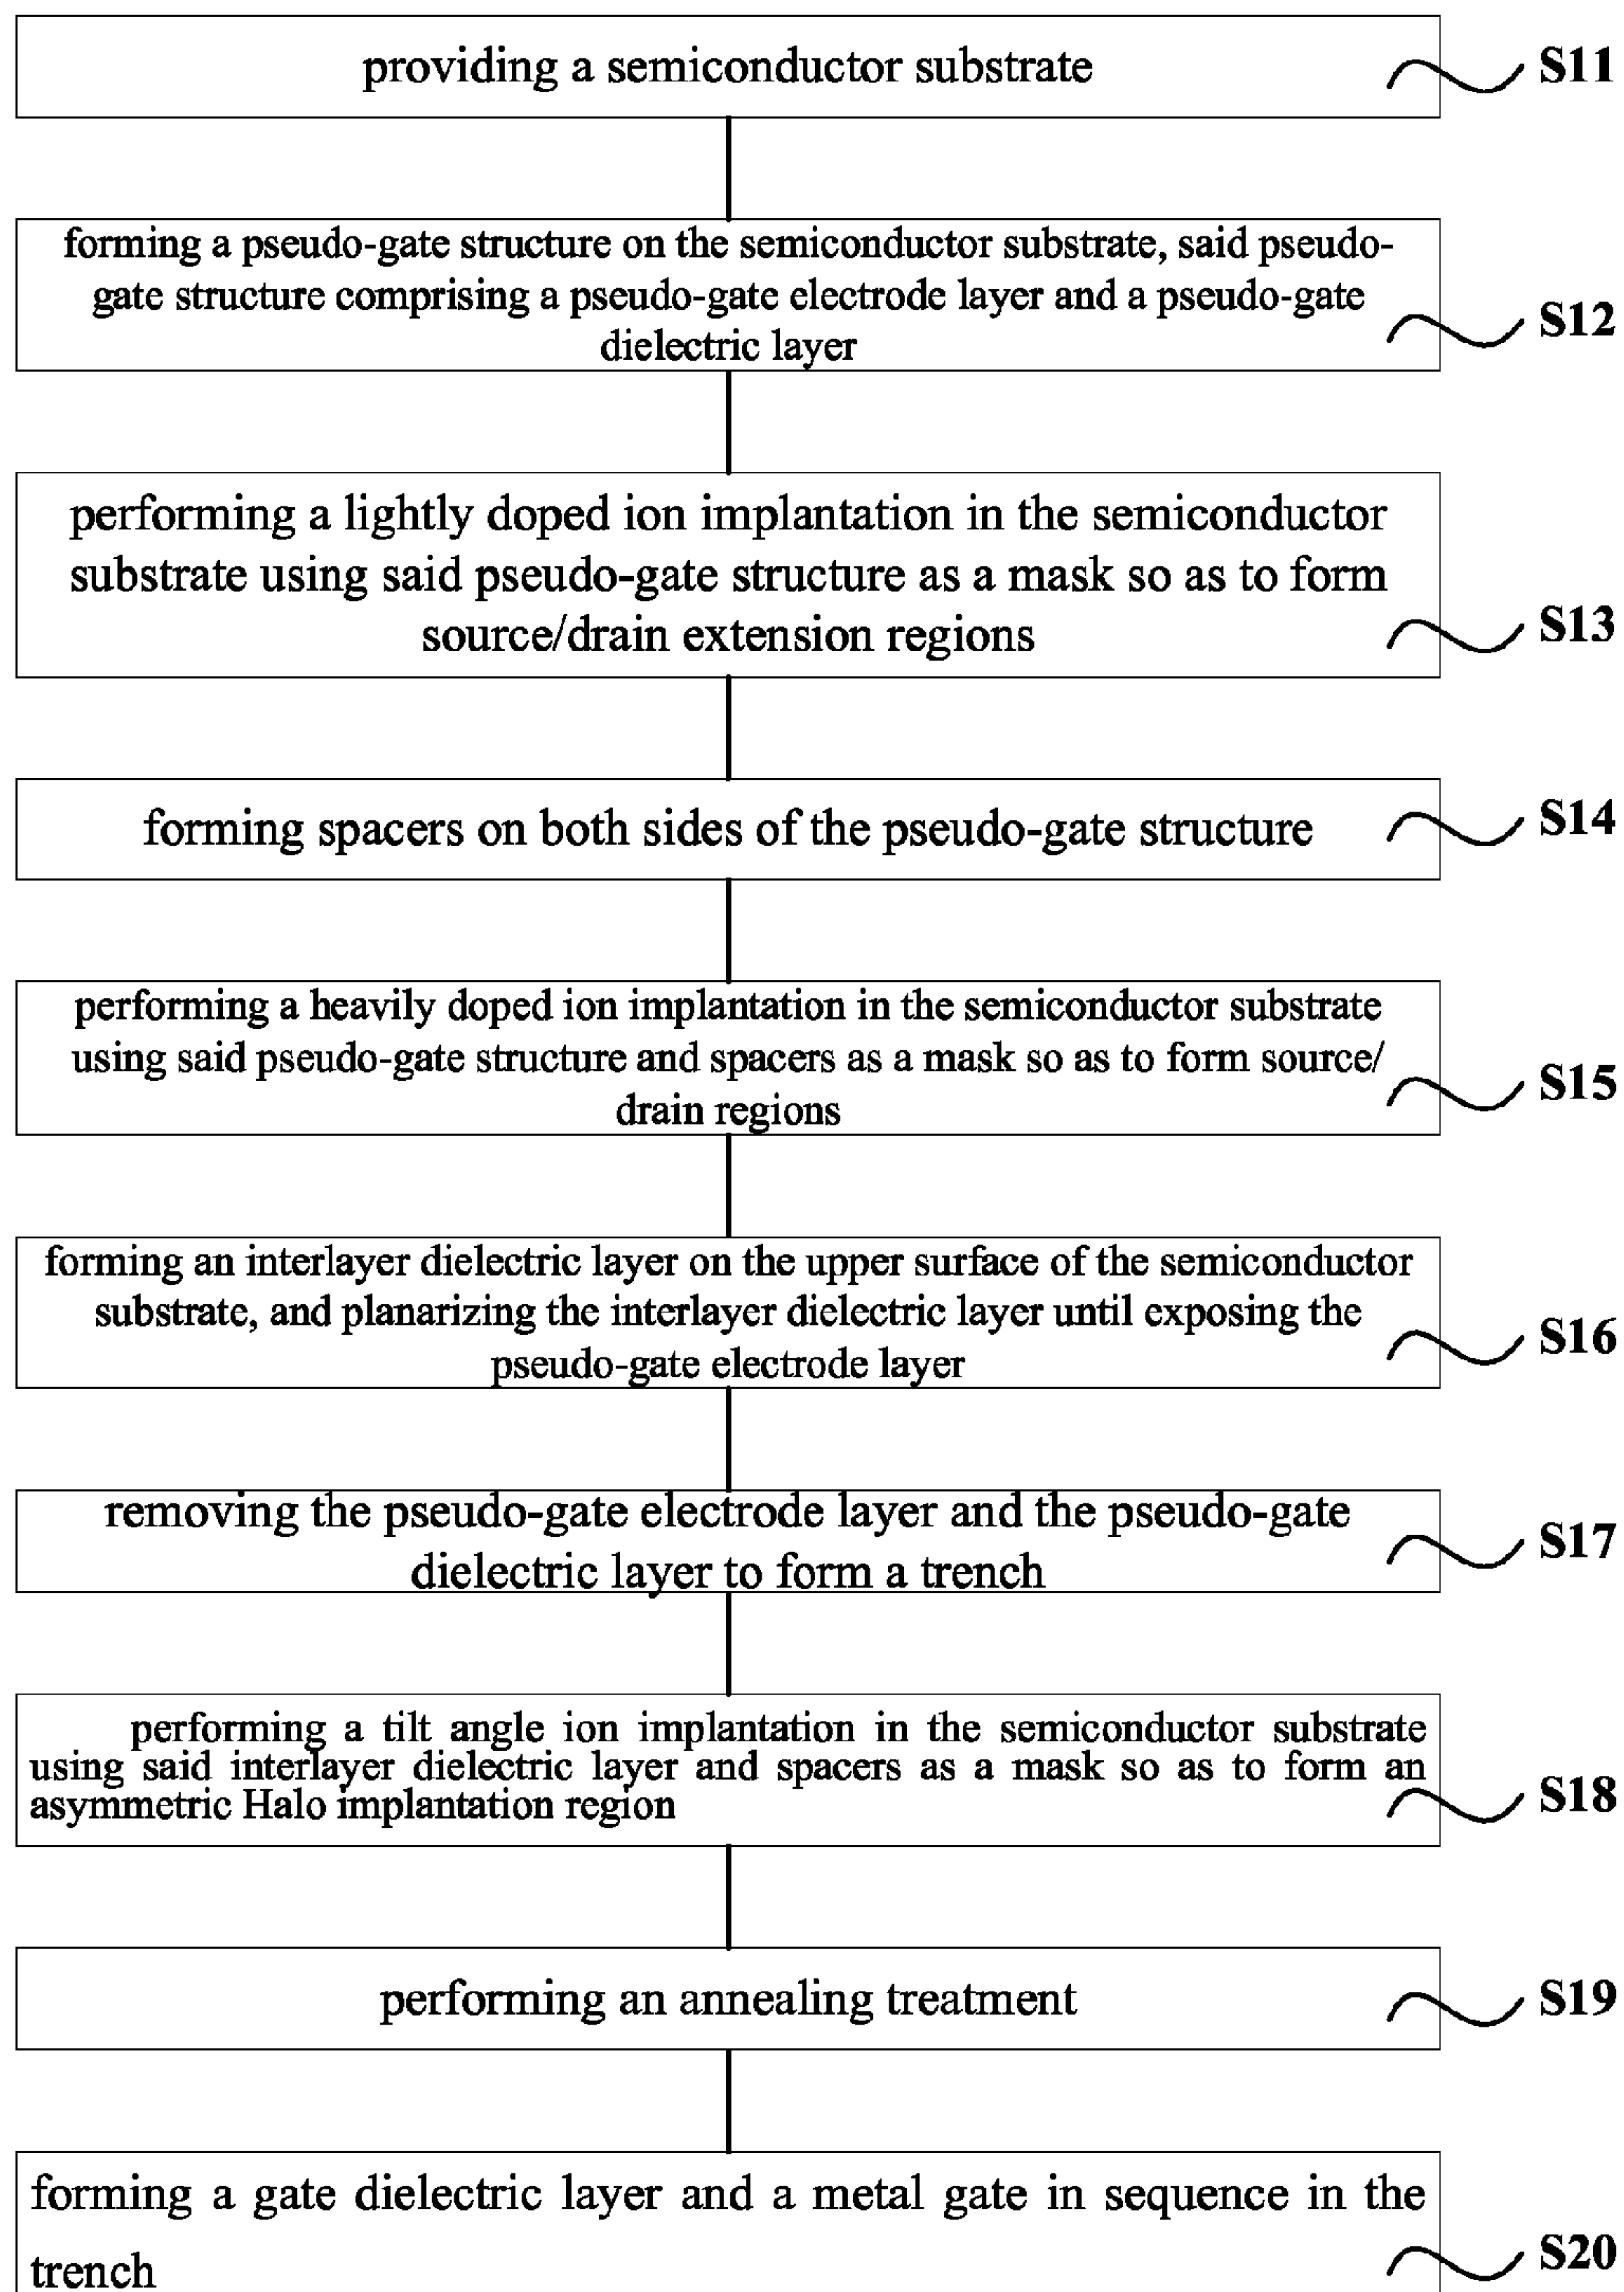 providing a semiconductor substrate
S11
forming a pseudo-gate structure on the semiconductor substrate, said pseudo-
gate structure comprising a pseudo-gate electrode layer and a pseudo-gate
dielectric layer
S12
performing a lightly doped ion implantation in the semiconductor
substrate using said pseudo-gate structure as a mask so as to form
source/drain extension regions
S13
forming spacers on both sides of the pseudo-gate structure
S14
performing a heavily doped ion implantation in the semiconductor substrate
using said pseudo-gate structure and spacers as a mask so as to form source/
drain regions
S15
forming an interlayer dielectric layer on the upper surface of the semiconductor
substrate, and planarizing the interlayer dielectric layer until exposing the
pseudo-gate electrode layer
S16
removing the pseudo-gate electrode layer and the pseudo-gate
dielectric layer to form a trench
S17
performing a tilt angle ion implantation in the semiconductor substrate
using said interlayer dielectric layer and spacers as a mask so as to form an
asymmetric Halo implantation region
S18
performing an annealing treatment
S19
forming a gate dielectric layer and a metal gate in sequence in the
trench
S20